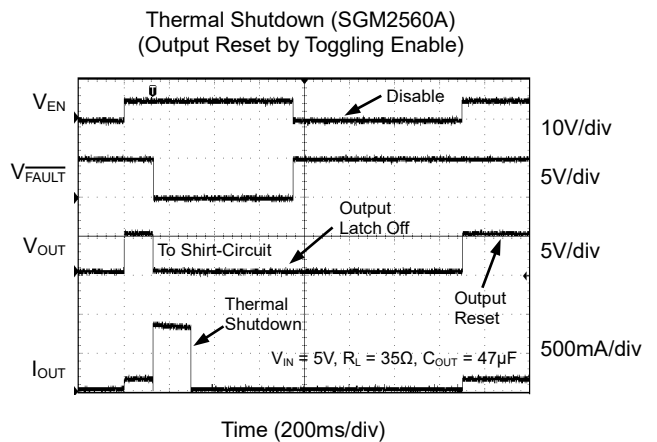 Thermal Shutdown (SGM2560A)
(Output Reset by Toggling Enable)
T
VEN
Disable
10V/div
VFAULT
5V/div
Output
Latch Off
VOUT
To Shirt-Circuit
5V/div
Output
Reset
Thermal
Shutdown
VIN = 5V, RL = 35Ω, COUT = 47μF
500mA/div
IOUT
Time (200ms/div)